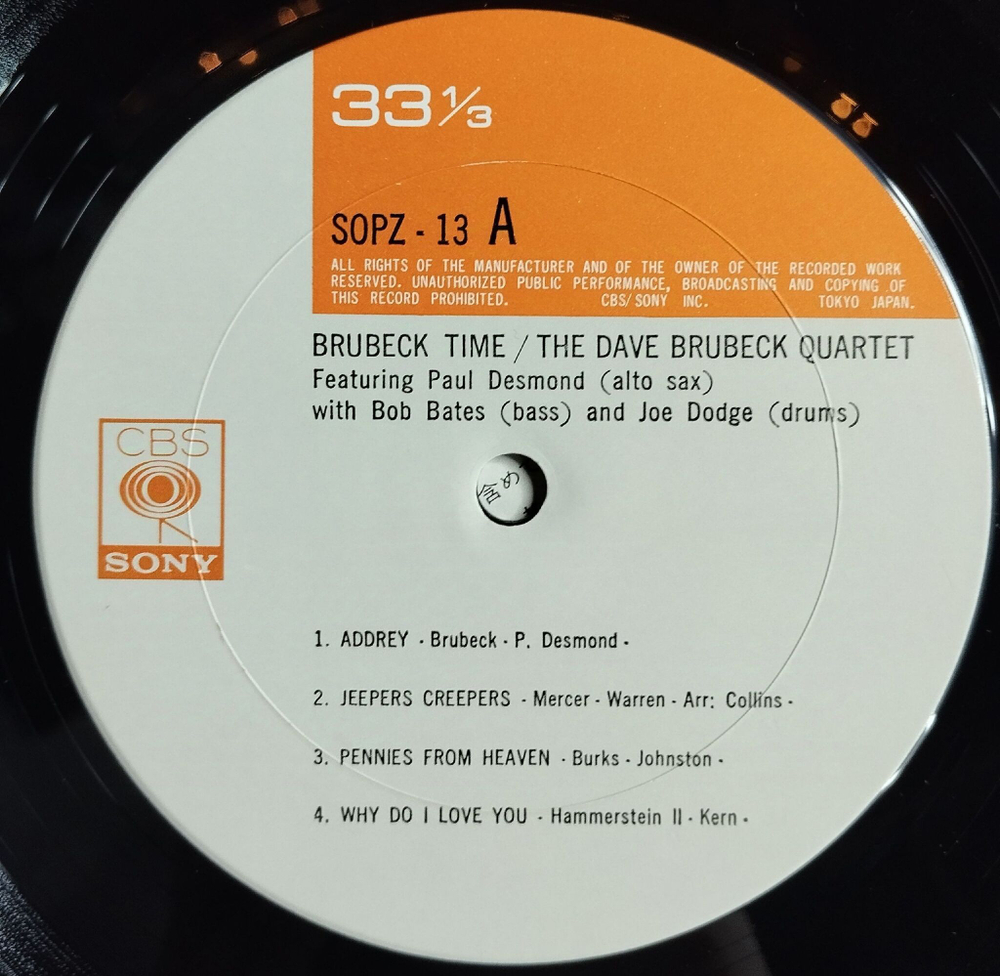 33 1/3
SOPZ - 13 A
ALL RIGHTS OF THE MANUFACTURER AND OF THE OWNER OF THE RECORDED WORK
RESERVED. UNAUTHORIZED PUBLIC PERFORMANCE, BROADCASTING AND COPYING OF
THIS RECORD PROHIBITED. CBS/SONY INC. TOKYO JAPAN.
BRUBECK TIME / THE DAVE BRUBECK QUARTET
Featuring Paul Desmond (alto sax)
with Bob Bates (bass) and Joe Dodge (drums)
CBS
SONY
1. ADDREY · Brubeck · P. Desmond ·
2. JEEPERS CREEPERS · Mercer · Warren · Arr: Collins ·
3. PENNIES FROM HEAVEN · Burks · Johnston ·
4. WHY DO I LOVE YOU · Hammerstein II · Kern ·